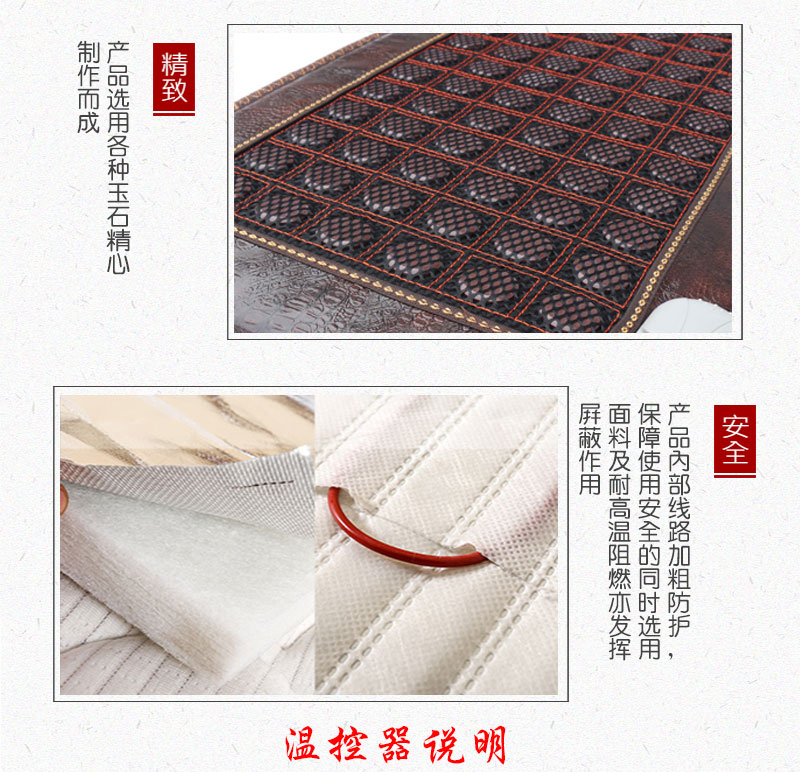 精致
产品选用各种玉石精心
制作而成
安全
产品内部线路加粗防护，
保障使用安全的同时选用
面料及耐高温阻燃亦发挥
屏蔽作用
温控器说明